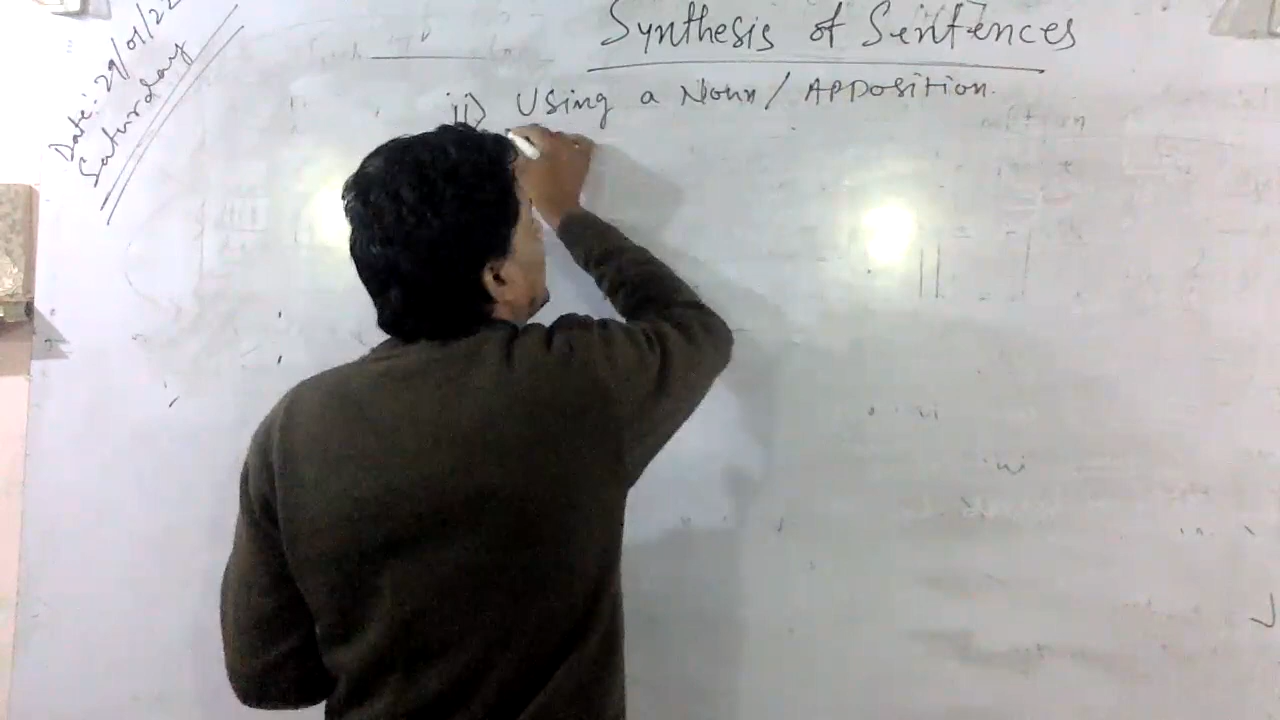 Date: 29/01/22
Saturday
Synthesis of Sentences
ii) Using a Noun/ Apposition.